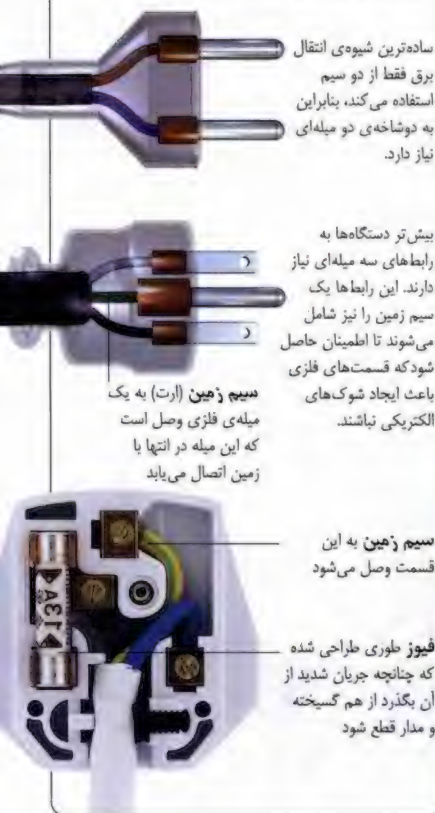 ساده‌ترین شیوه‌ی انتقال
برق فقط از دو سیم
استفاده می‌کند، بنابراین
به دوشاخه‌ی دو میله‌ای
نیاز دارد.
بیش‌تر دستگاه‌ها به
رابط‌های سه میله‌ای نیاز
دارند. این رابط‌ها یک
سیم زمین را نیز شامل
می‌شوند تا اطمینان حاصل
شودکه قسمت‌های فلزی
باعث ایجاد شوک‌های
الکتریکی نباشند.
سیم زمین (ارت) به یک
میله‌ی فلزی وصل است
که این میله در انتها با
زمین اتصال می‌یابد
سیم زمین به این
قسمت وصل می‌شود
13A
فیوز طوری طراحی شده
که چنانچه جریان شدید از
آن بگذرد از هم گسیخته
و مدار قطع شود